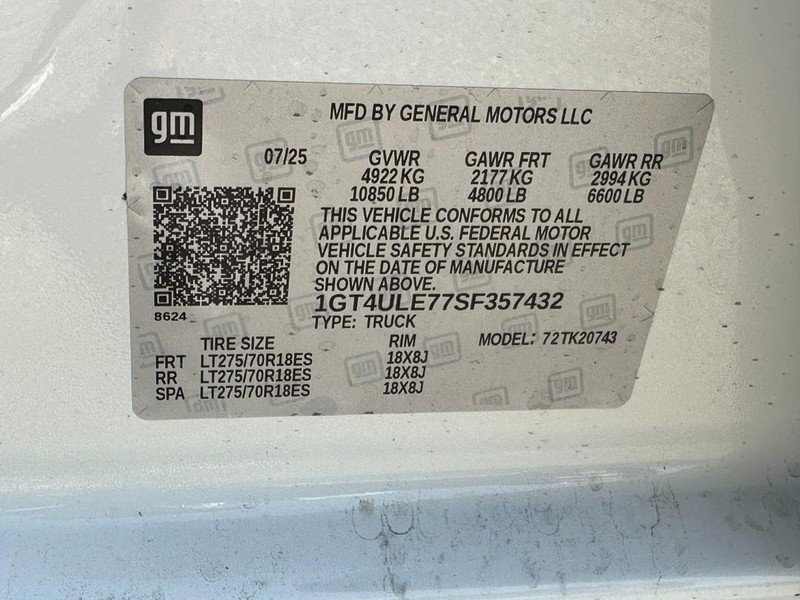 gm
MFD BY GENERAL MOTORS LLC
07/25 GVWR GAWR FRT GAWR RR
4922 KG 2177 KG 2994 KG
10850 LB 4800 LB 6600 LB
THIS VEHICLE CONFORMS TO ALL
APPLICABLE U.S. FEDERAL MOTOR
VEHICLE SAFETY STANDARDS IN EFFECT
ON THE DATE OF MANUFACTURE
SHOWN ABOVE.
8624 1GT4ULE77SF357432
TYPE: TRUCK MODEL: 72TK20743
TIRE SIZE RIM
FRT LT275/70R18ES 18X8J
RR LT275/70R18ES 18X8J
SPA LT275/70R18ES 18X8J